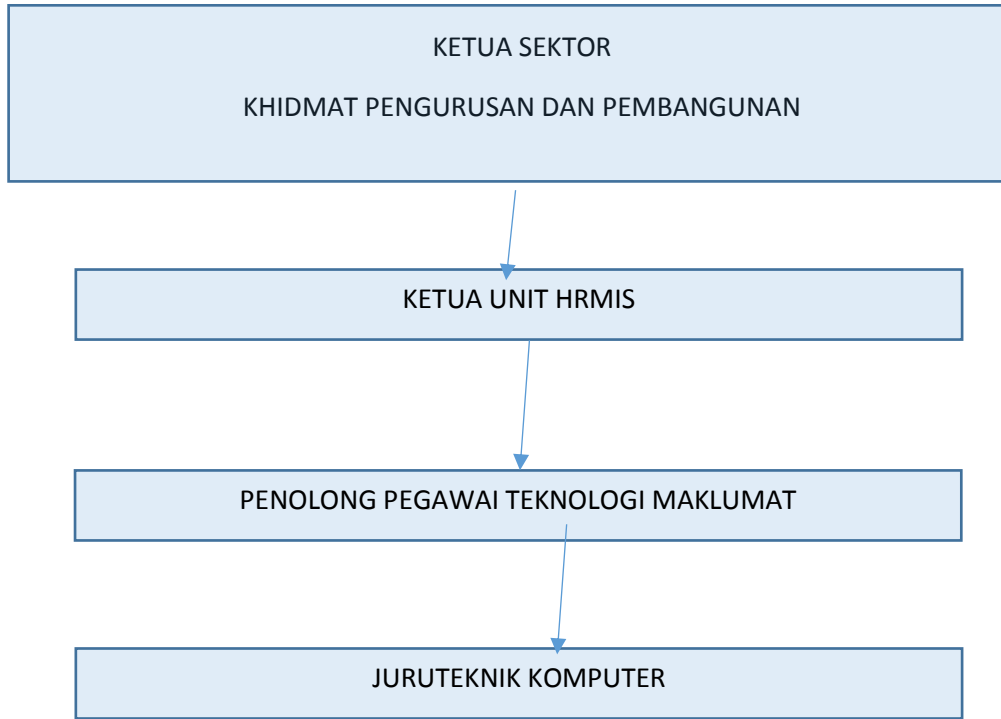 KETUA SEKTOR
KHIDMAT PENGURUSAN DAN PEMBANGUNAN
KETUA UNIT HRMIS
PENOLONG PEGAWAI TEKNOLOGI MAKLUMAT
JURUTEKNIK KOMPUTER